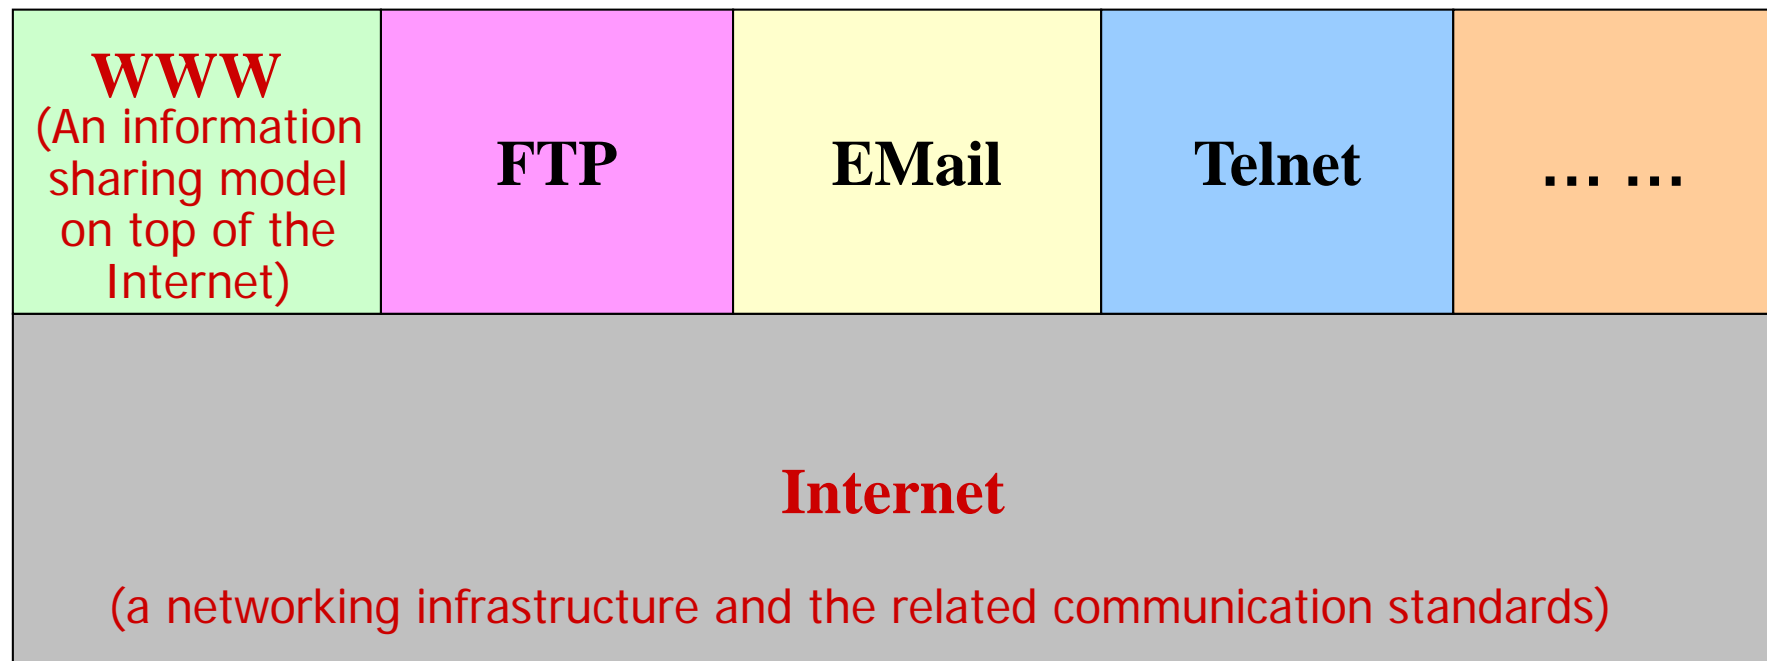 WWW
(An information
sharing model
on top of the
Internet)
FTP
EMail
Telnet
… …
Internet
(a networking infrastructure and the related communication standards)